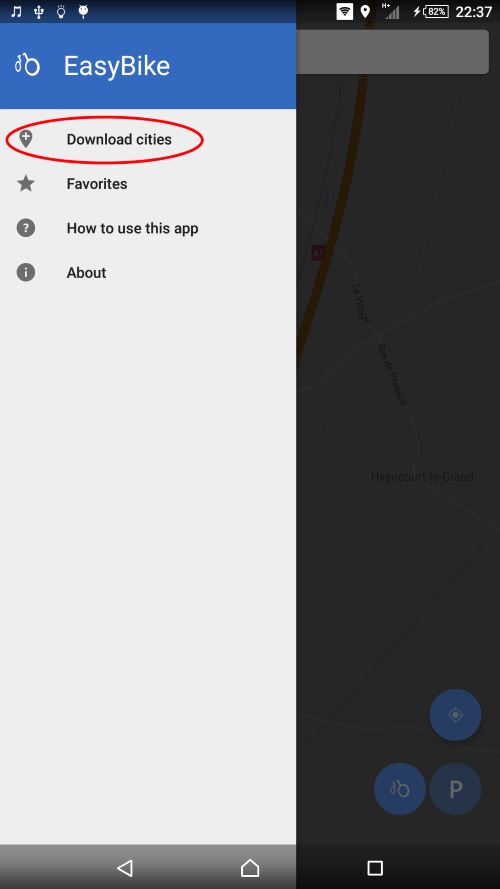 H+
82%
22:37
EasyBike
Download cities
Favorites
How to use this app
About
A1
Le Village
Rue de Pressoir
Hyencourt-le-Grand
P